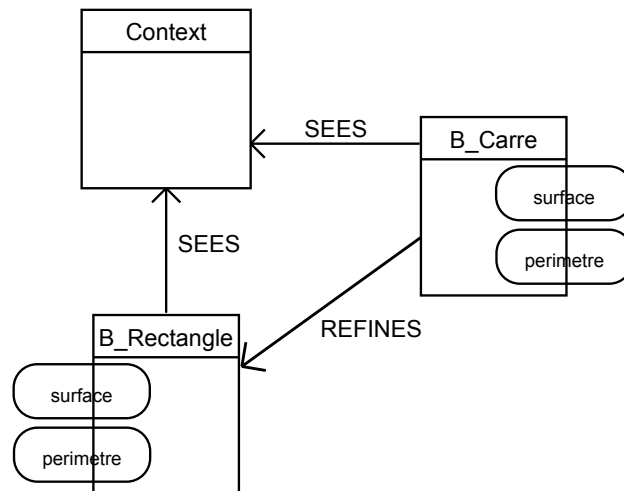 Context
SEES
B_Carre
surface
SEES
perimetre
REFINES
B_Rectangle
surface
perimetre